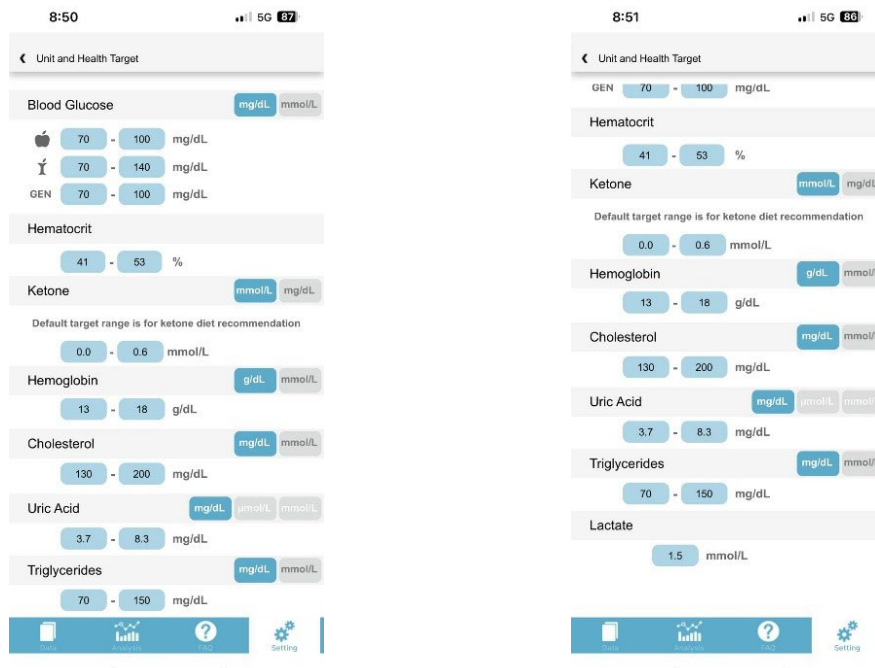 8:50 5G 87
Unit and Health Target
Blood Glucose mg/dL mmol/L
70 - 100 mg/dL
70 - 140 mg/dL
GEN 70 - 100 mg/dL
Hematocrit
41 - 53 %
Ketone mmol/L mg/dL
Default target range is for ketone diet recommendation
0.0 - 0.6 mmol/L
Hemoglobin g/dL mmol/L
13 - 18 g/dL
Cholesterol mg/dL mmol/L
130 - 200 mg/dL
Uric Acid mg/dL µmol/L mmol/L
3.7 - 8.3 mg/dL
Triglycerides mg/dL mmol/L
70 - 150 mg/dL
Data Analysis FAQ Setting
8:51 5G 86
Unit and Health Target
GEN 70 - 100 mg/dL
Hematocrit
41 - 53 %
Ketone mmol/L mg/dL
Default target range is for ketone diet recommendation
0.0 - 0.6 mmol/L
Hemoglobin g/dL mmol/
13 - 18 g/dL
Cholesterol mg/dL mmol/
130 - 200 mg/dL
Uric Acid mg/dL µmol/L mmol/
3.7 - 8.3 mg/dL
Triglycerides mg/dL mmol/
70 - 150 mg/dL
Lactate
1.5 mmol/L
Data Analysis FAQ Setting